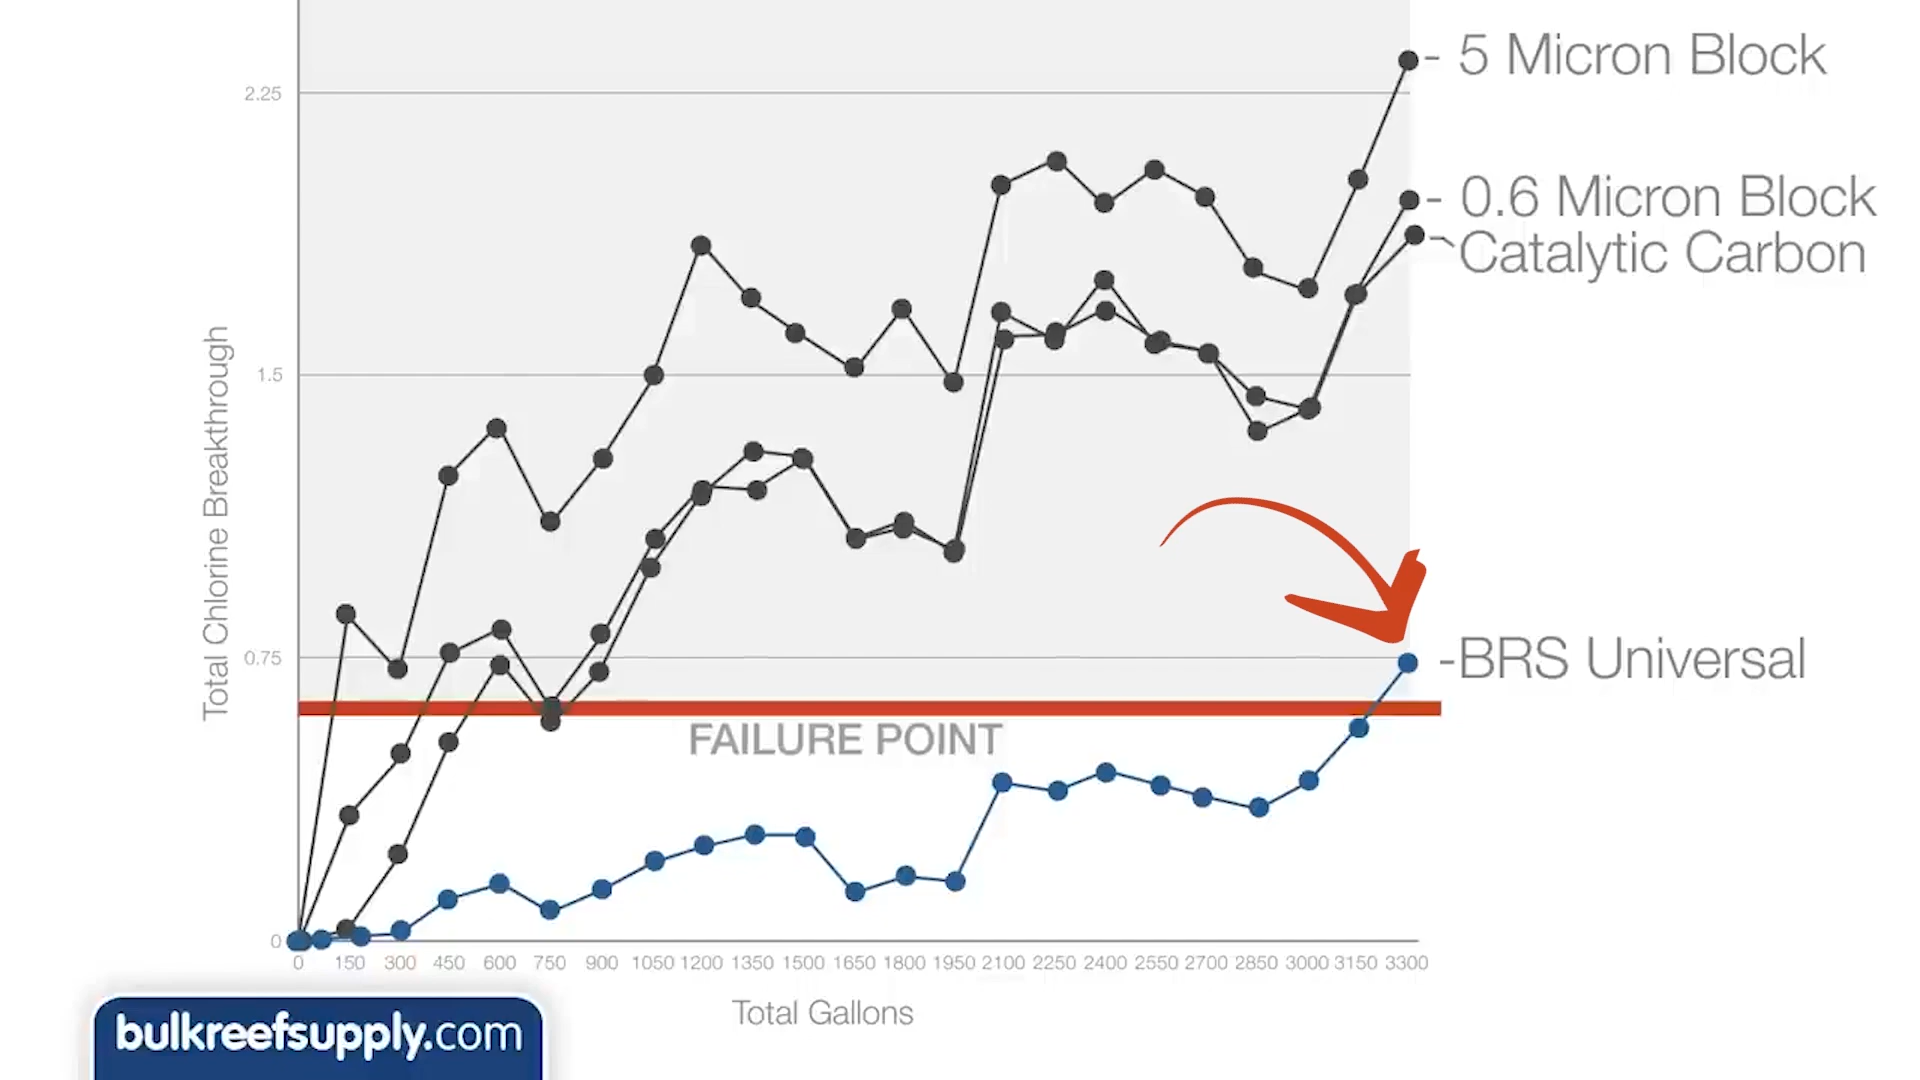 2.25
1.5
0.75
0
Total Chlorine Breakthrough
- 5 Micron Block
- 0.6 Micron Block
Catalytic Carbon
-BRS Universal
FAILURE POINT
0 150 300 450 600 750 900 1050 1200 1350 1500 1650 1800 1950 2100 2250 2400 2550 2700 2850 3000 3150 3300
Total Gallons
bulkreefsupply.com